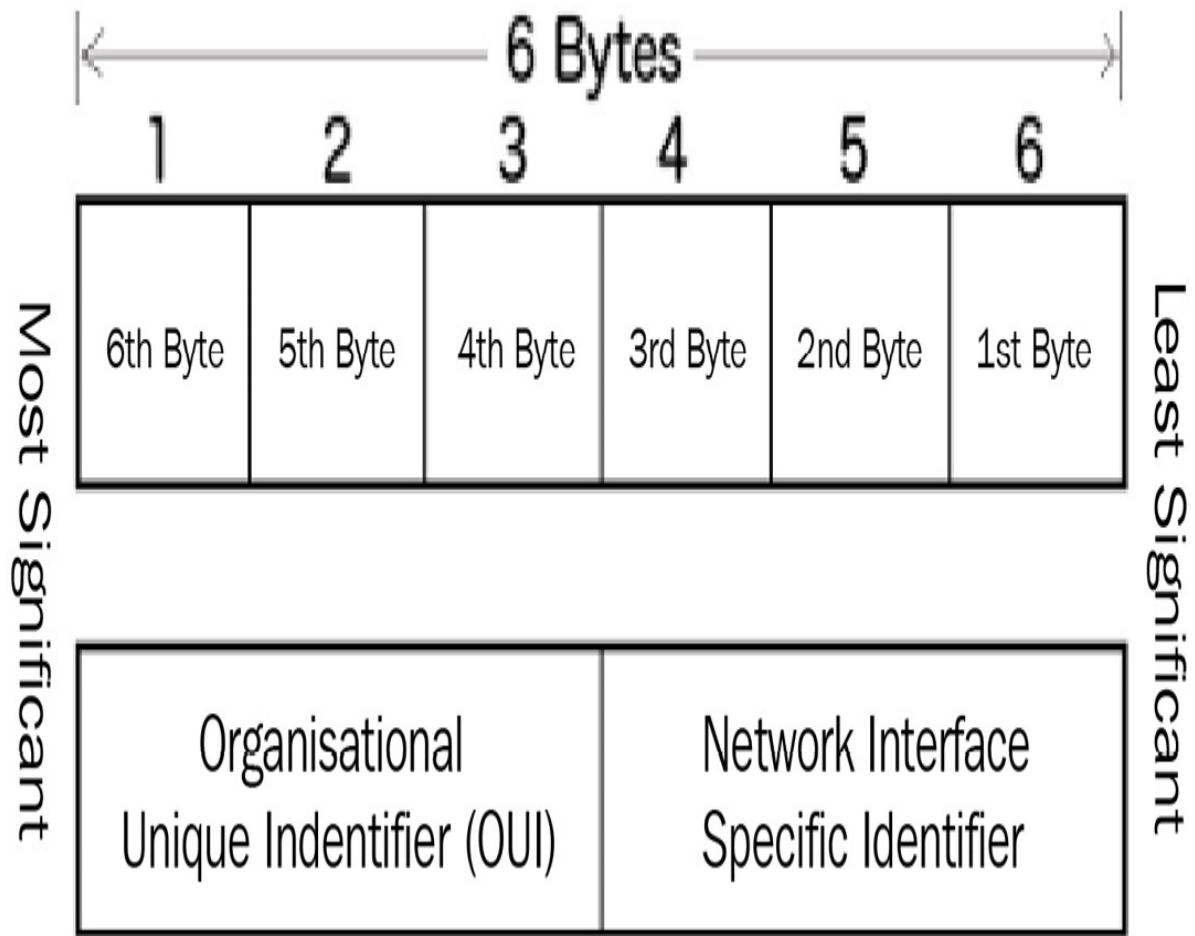 6 Bytes
1 2 3 4 5 6
Most Significant
6th Byte 5th Byte 4th Byte 3rd Byte 2nd Byte 1st Byte
Least Significant
Organisational
Unique Indentifier (OUI)
Network Interface
Specific Identifier